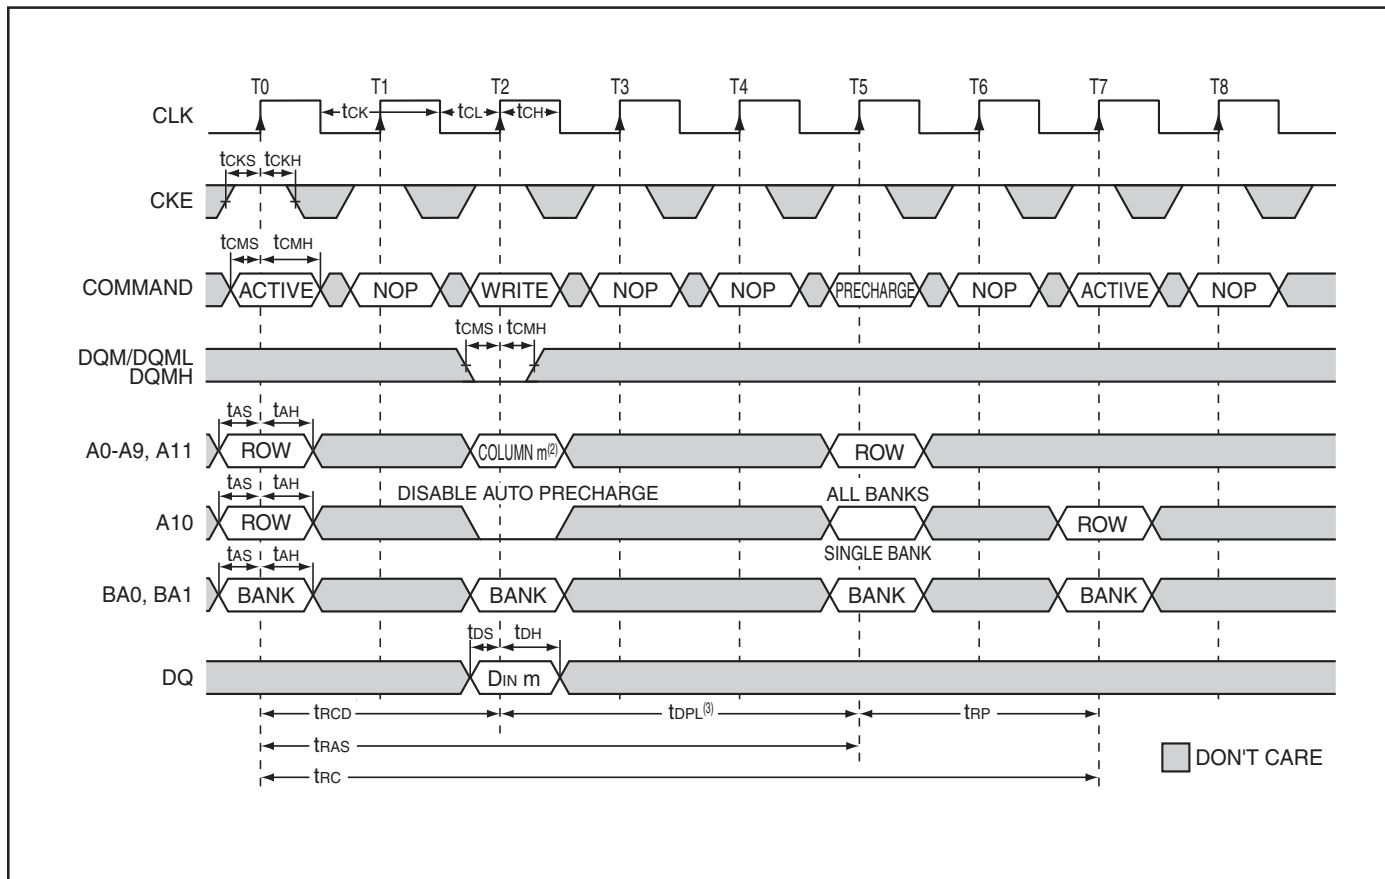 T0 T1 T2 T3 T4 T5 T6 T7 T8
CLK tCK tCL tCH
tCKS tCKH
CKE
tCMS tCMH
COMMAND ACTIVE NOP WRITE NOP NOP PRECHARGE NOP ACTIVE NOP
tCMS tCMH
DQM/DQML
DQMH
tAS tAH
A0-A9, A11 ROW COLUMN m(2) ROW
tAS tAH DISABLE AUTO PRECHARGE ALL BANKS
A10 ROW ROW
tAS tAH SINGLE BANK
BA0, BA1 BANK BANK BANK BANK
tDS tDH
DQ DIN m
tRCD tDPL(3) tRP
tRAS
tRC
DON'T CARE